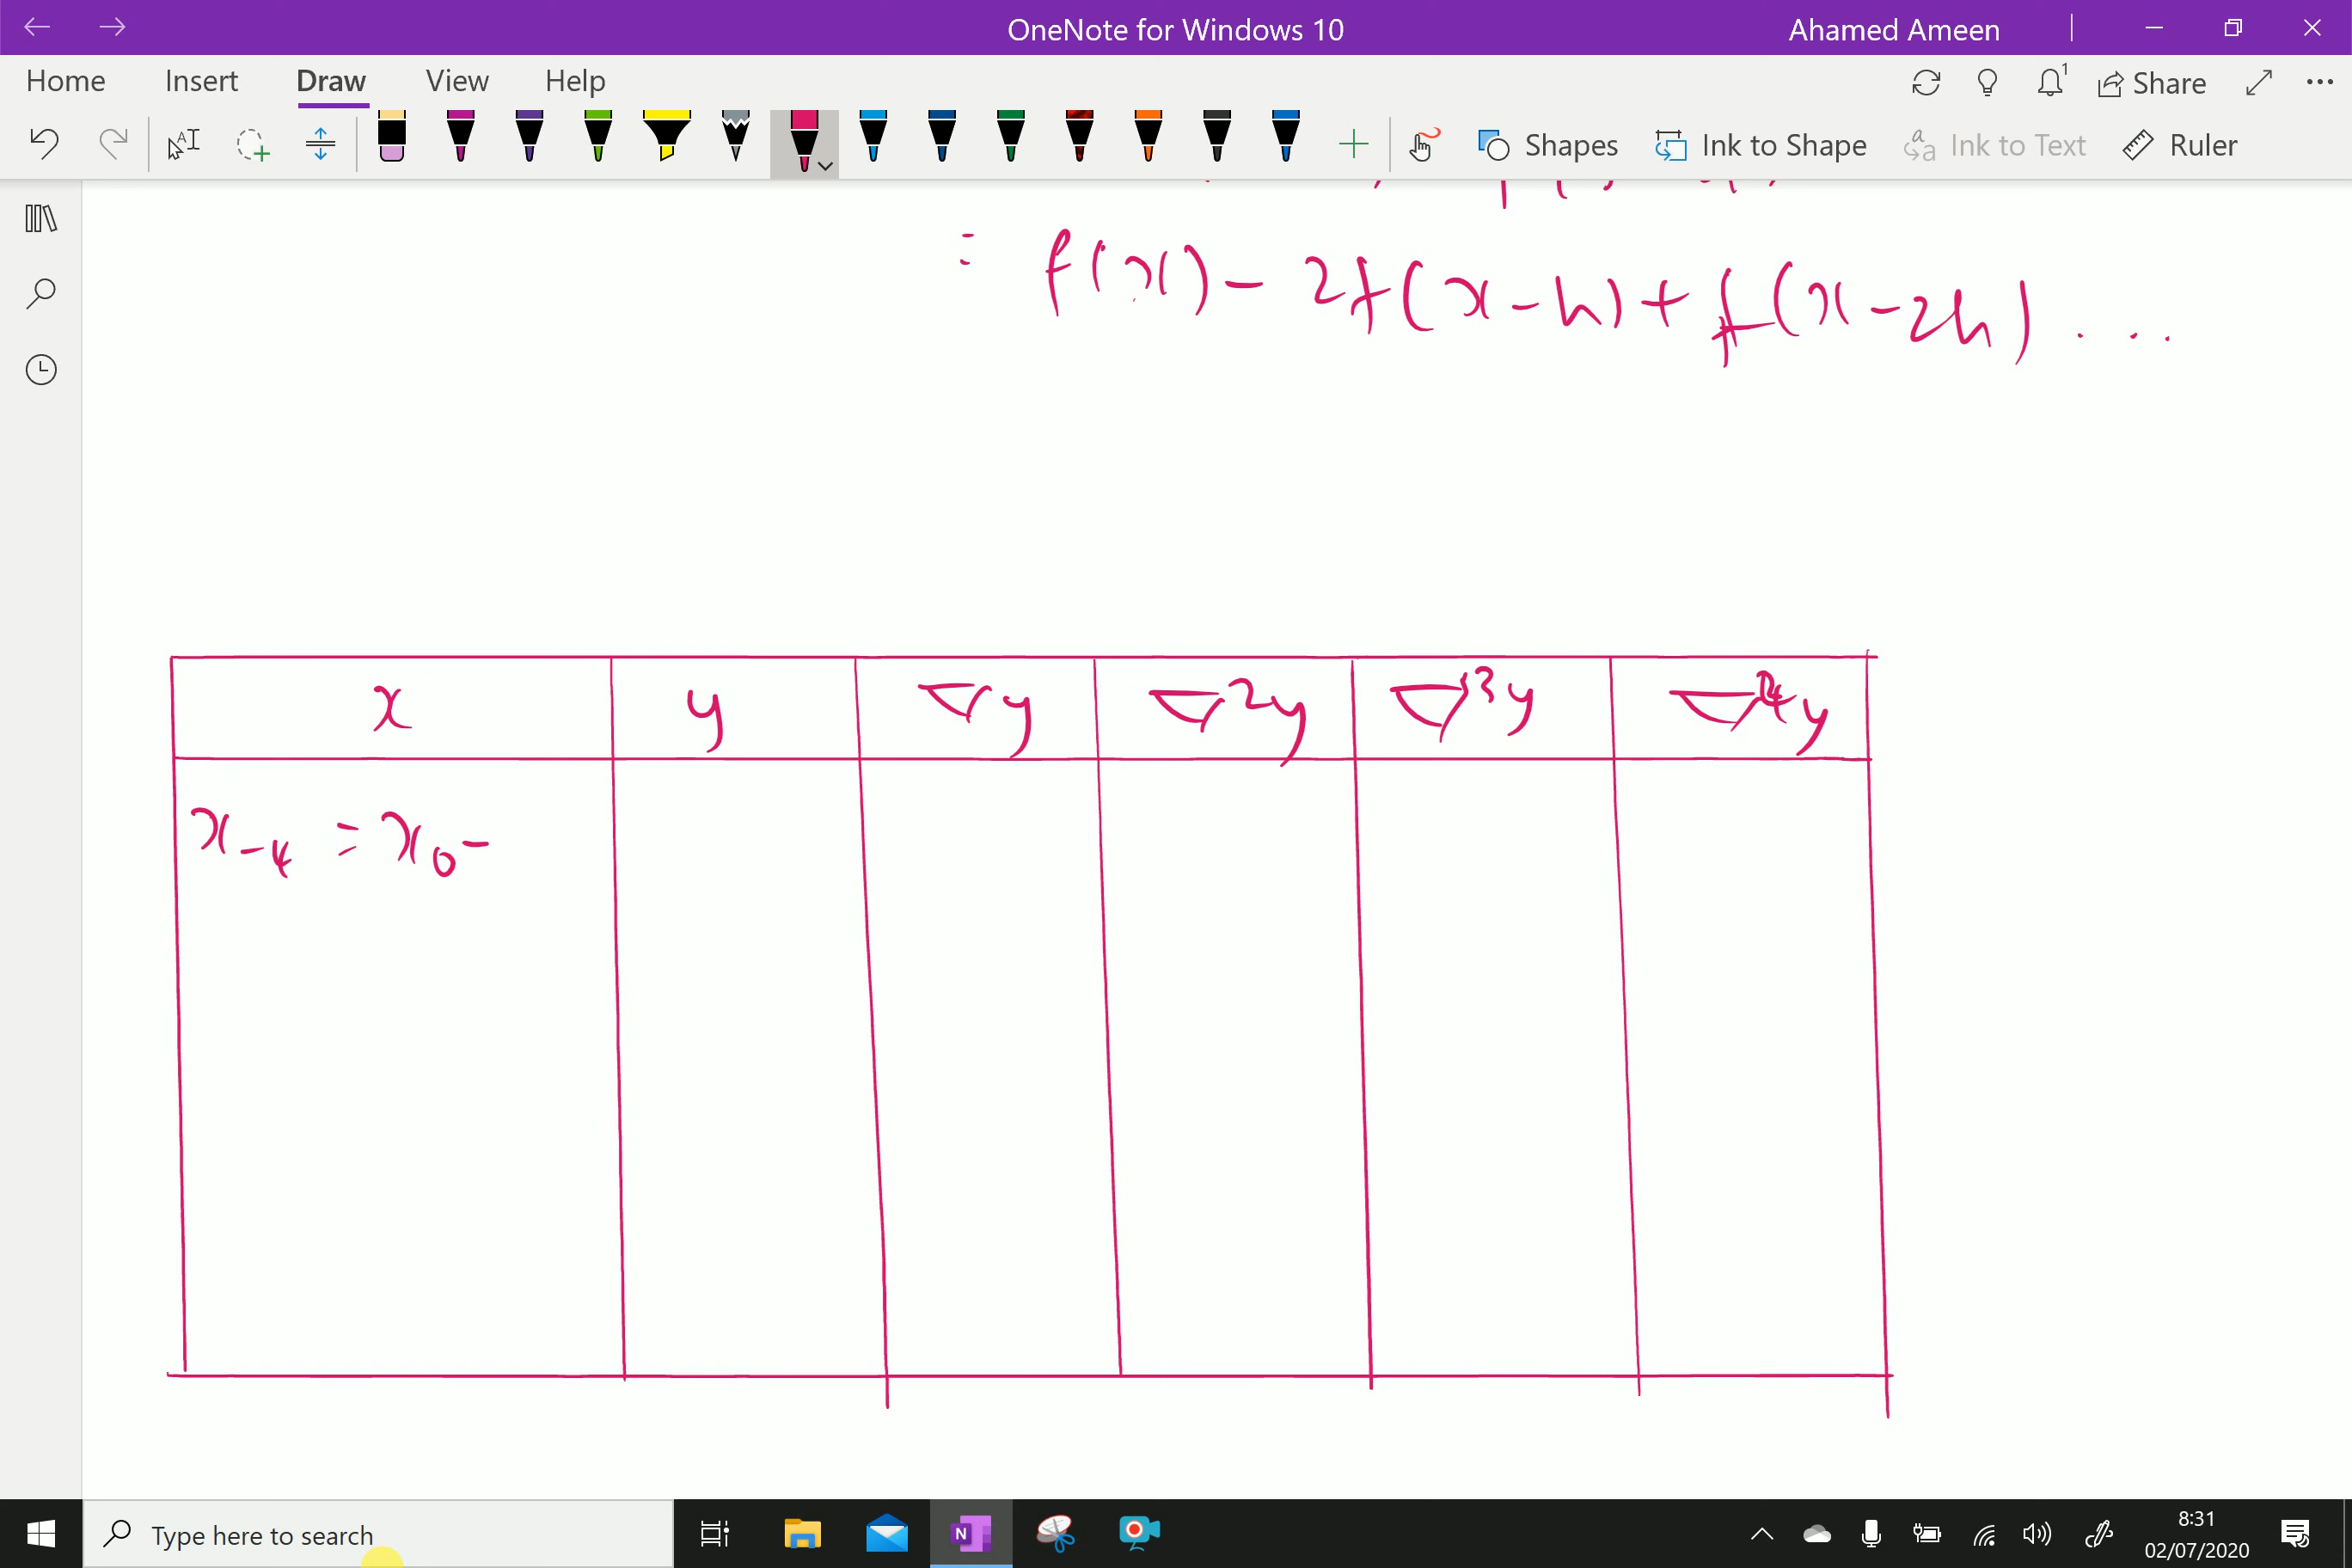 OneNote for Windows 10 Ahamed Ameen
Home Insert Draw View Help 1 Share
Shapes Ink to Shape Ink to Text Ruler
= f(x) - 2f(x-h) + f(x-2h) ...
x y ▽y ▽²y ▽³y ▽⁴y
x₋₄ = x₀ -
Type here to search
8:31
02/07/2020